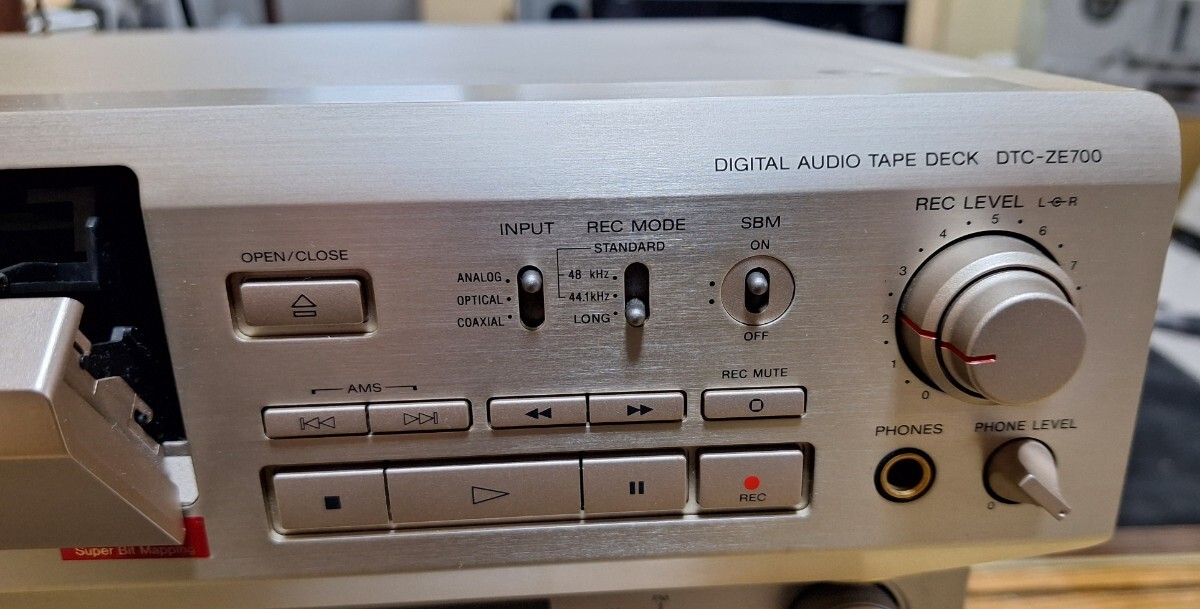 DIGITAL AUDIO TAPE DECK DTC-ZE700
REC LEVEL L R
0 1 2 3 4 5 6 7
INPUT
ANALOG
OPTICAL
COAXIAL
REC MODE
STANDARD
48 kHz
44.1kHz
LONG
SBM
ON
OFF
OPEN/CLOSE
AMS
REC MUTE
REC
PHONES
PHONE LEVEL
0
Super Bit Mapping